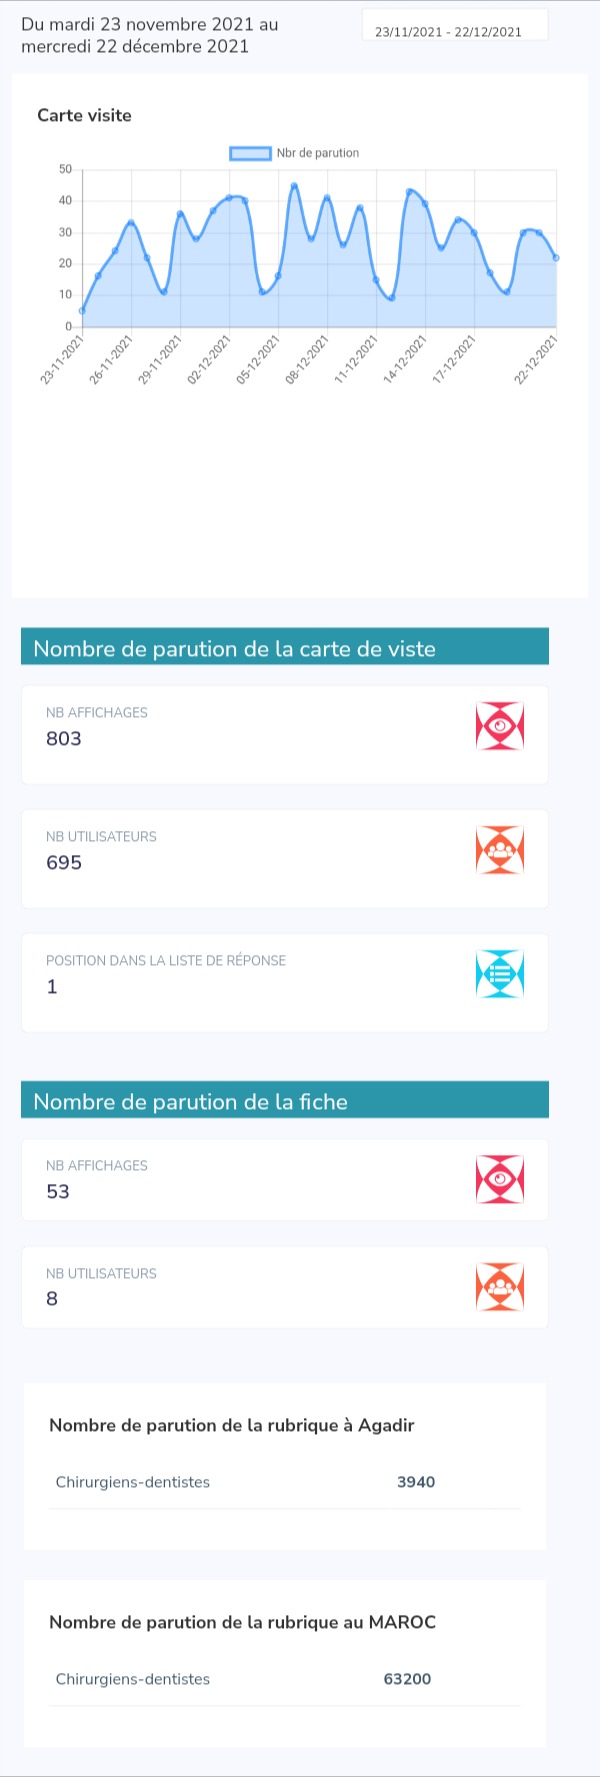 Du mardi 23 novembre 2021 au
mercredi 22 décembre 2021
23/11/2021 - 22/12/2021
Carte visite
Nbr de parution
50
40
30
20
10
0
23-11-2021
26-11-2021
29-11-2021
02-12-2021
05-12-2021
08-12-2021
11-12-2021
14-12-2021
17-12-2021
22-12-2021
Nombre de parution de la carte de viste
NB AFFICHAGES
803
NB UTILISATEURS
695
POSITION DANS LA LISTE DE RÉPONSE
1
Nombre de parution de la fiche
NB AFFICHAGES
53
NB UTILISATEURS
8
Nombre de parution de la rubrique à Agadir
Chirurgiens-dentistes 3940
Nombre de parution de la rubrique au MAROC
Chirurgiens-dentistes 63200